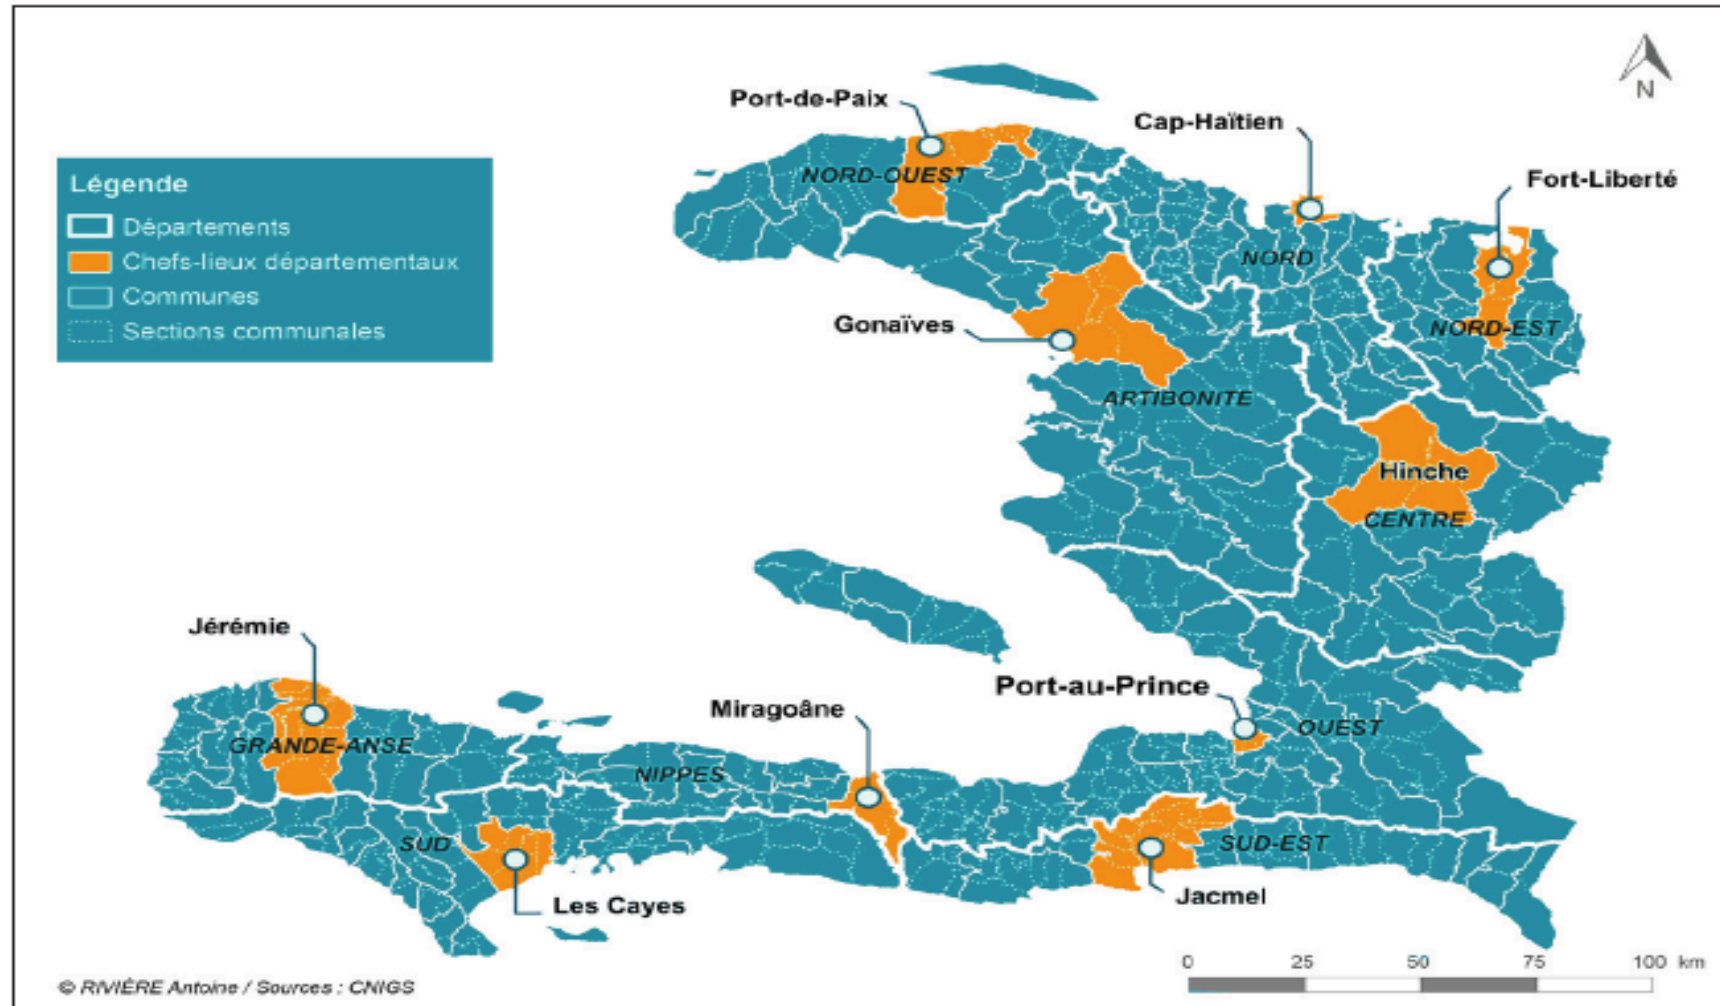 N
Port-de-Paix
Cap-Haïtien
Fort-Liberté
Légende
Départements
Chefs-lieux départementaux
Communes
Sections communales
NORD-OUEST
NORD
Gonaïves
NORD-EST
ARTIBONITE
Hinche
CENTRE
Jérémie
Port-au-Prince
Miragoâne
OUEST
GRANDE-ANSE
NIPPES
SUD
SUD-EST
Jacmel
Les Cayes
0 25 50 75 100 km
© RIVIÈRE Antoine / Sources : CNIGS